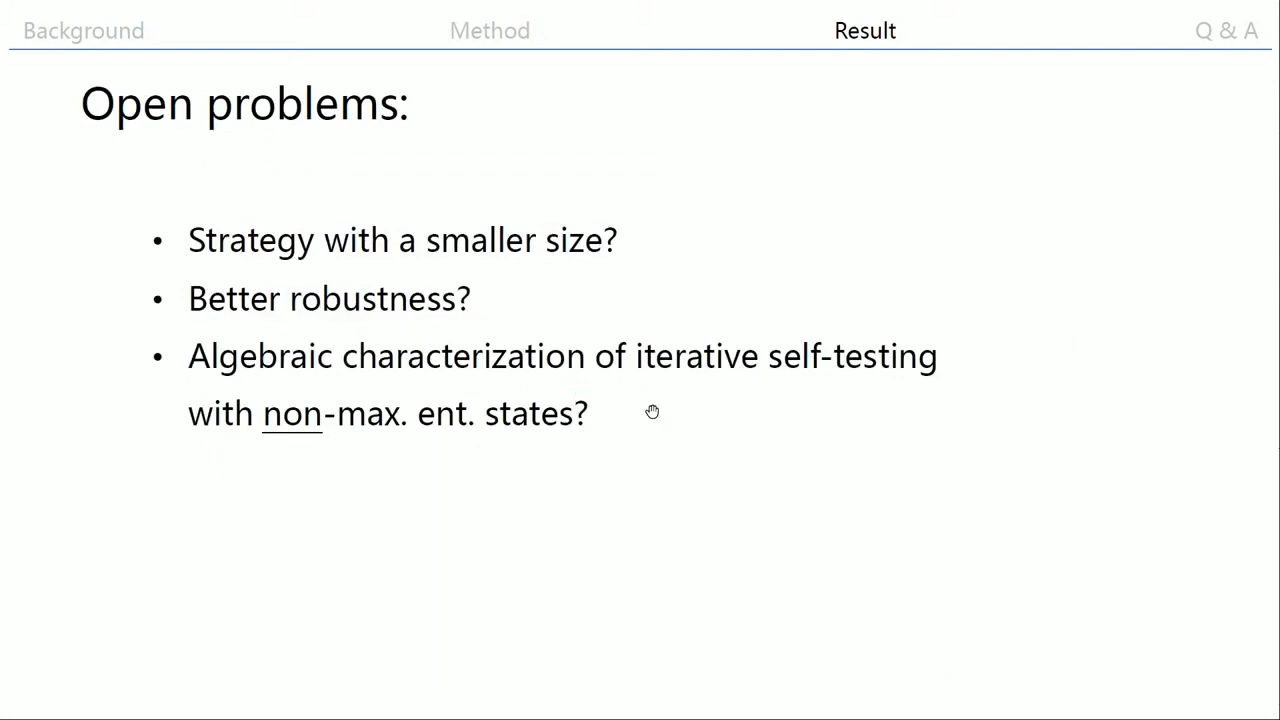 Background Method Result Q & A
Open problems:
• Strategy with a smaller size?
• Better robustness?
• Algebraic characterization of iterative self-testing
with non-max. ent. states?